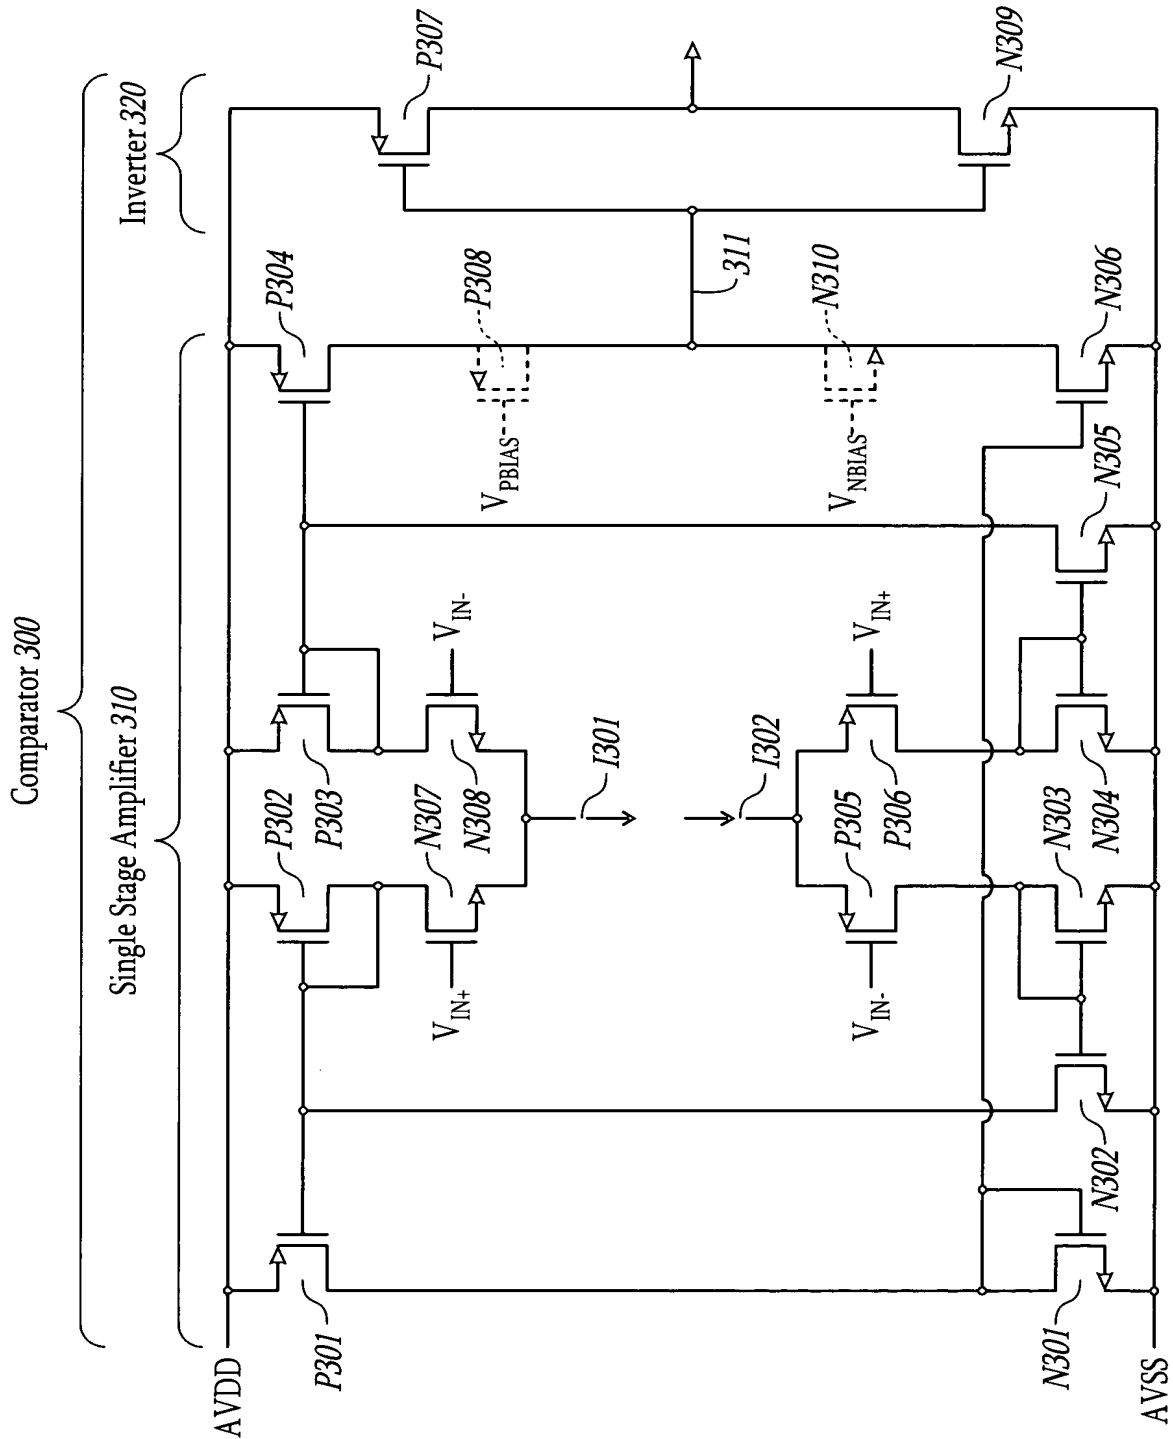 Comparator 300
Single Stage Amplifier 310
Inverter 320
AVDD
P301
P302
P303
P304
P307
N307
N308
V_IN+
V_IN-
P308
V_PBIAS
I301
311
I302
N310
V_NBIAS
V_IN-
V_IN+
P305
P306
N309
N301
N302
N303
N304
N305
N306
AVSS